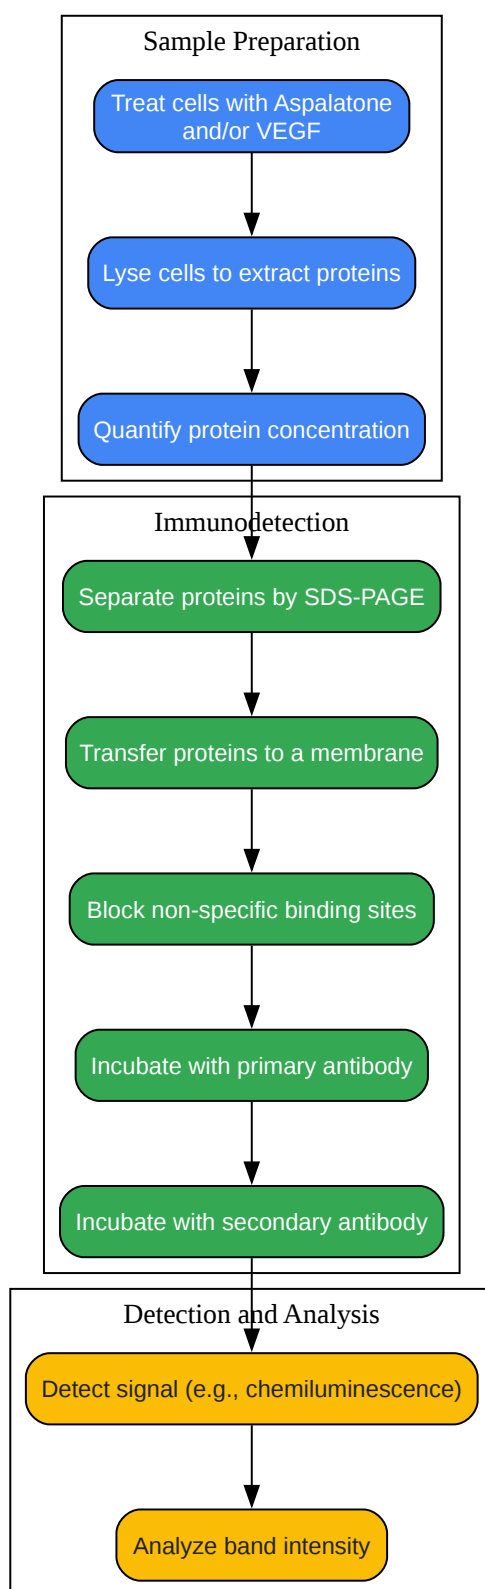 Sample Preparation
Treat cells with Aspalatone
and/or VEGF
Lyse cells to extract proteins
Quantify protein concentration
Immunodetection
Separate proteins by SDS-PAGE
Transfer proteins to a membrane
Block non-specific binding sites
Incubate with primary antibody
Incubate with secondary antibody
Detection and Analysis
Detect signal (e.g., chemiluminescence)
Analyze band intensity